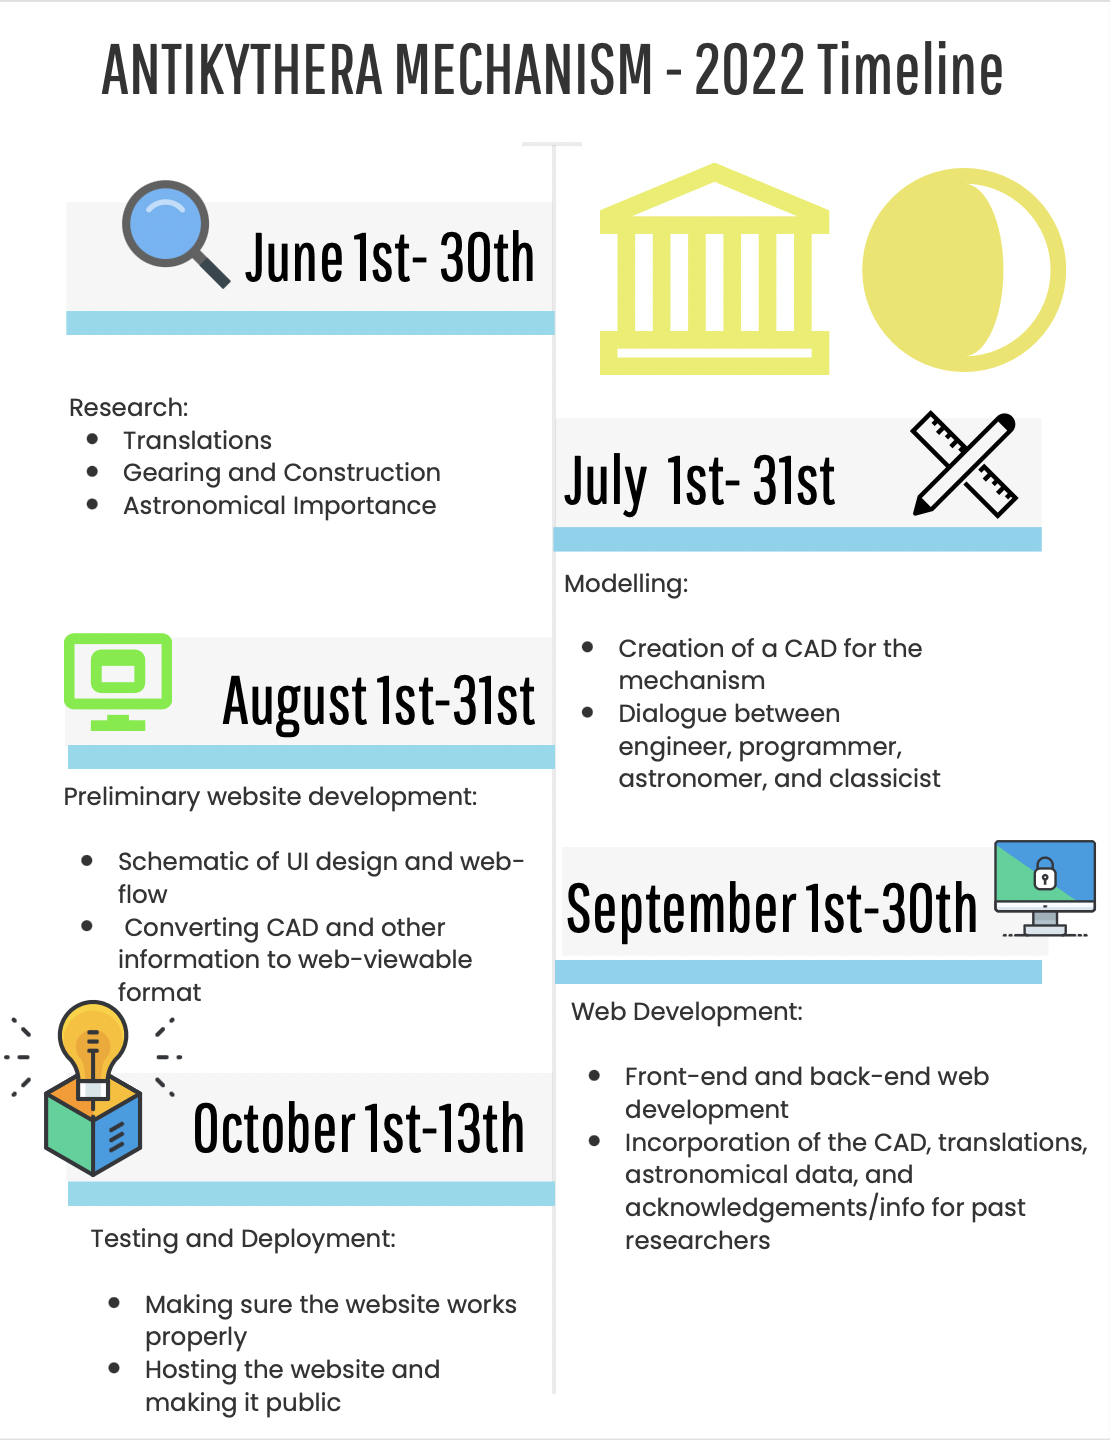 ANTIKYTHERA MECHANISM - 2022 Timeline
June 1st- 30th
Research:
• Translations
• Gearing and Construction
• Astronomical Importance
July 1st- 31st
Modelling:
• Creation of a CAD for the
mechanism
• Dialogue between
engineer, programmer,
astronomer, and classicist
August 1st-31st
Preliminary website development:
• Schematic of UI design and web-
flow
• Converting CAD and other
information to web-viewable
format
September 1st-30th
Web Development:
• Front-end and back-end web
development
• Incorporation of the CAD, translations,
astronomical data, and
acknowledgements/info for past
researchers
October 1st-13th
Testing and Deployment:
• Making sure the website works
properly
• Hosting the website and
making it public